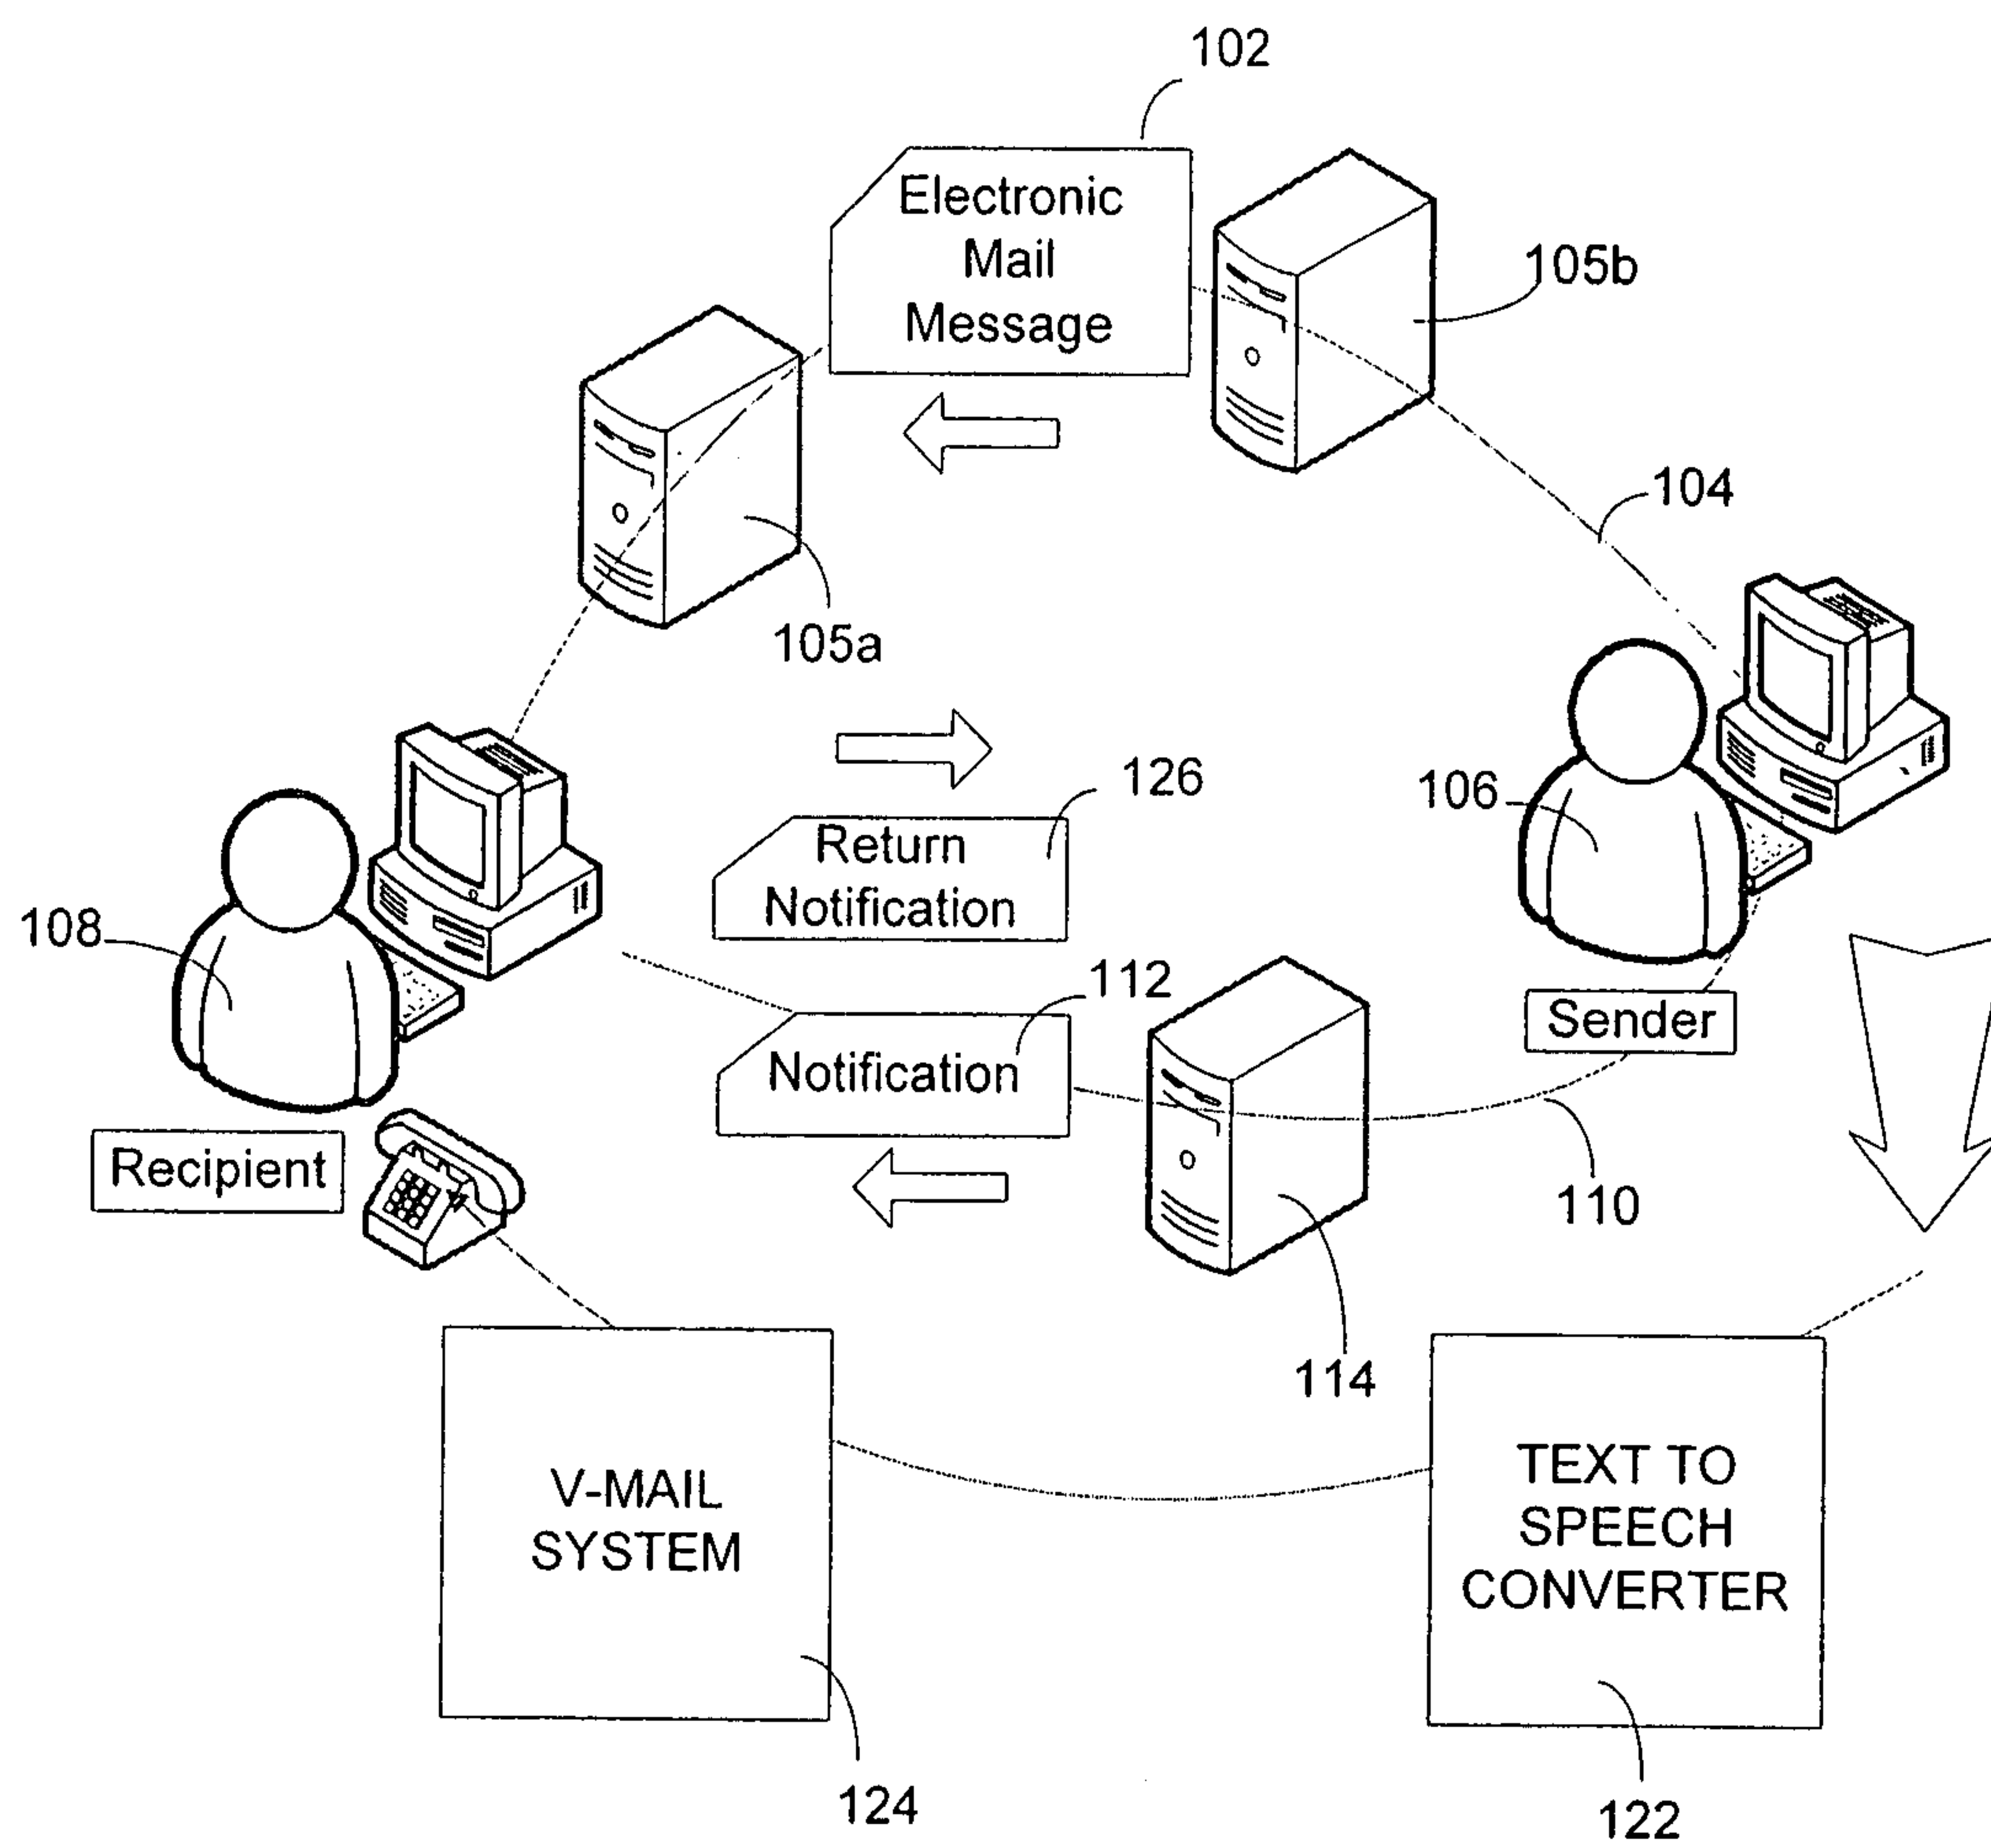 102
Electronic
Mail
Message
105b
104
105a
126
106
Return
Notification
108
112
Sender
Notification
Recipient
110
114
V-MAIL
SYSTEM
TEXT TO
SPEECH
CONVERTER
124
122